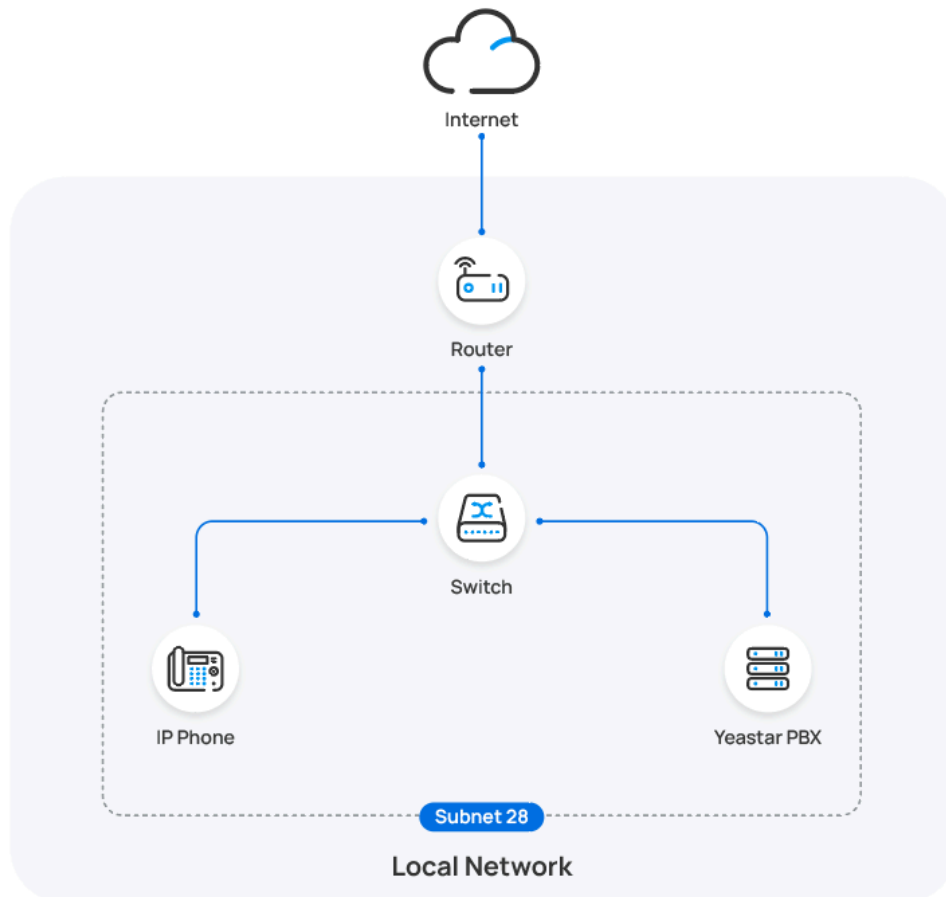 Internet
Router
Switch
IP Phone
Yeastar PBX
Subnet 28
Local Network